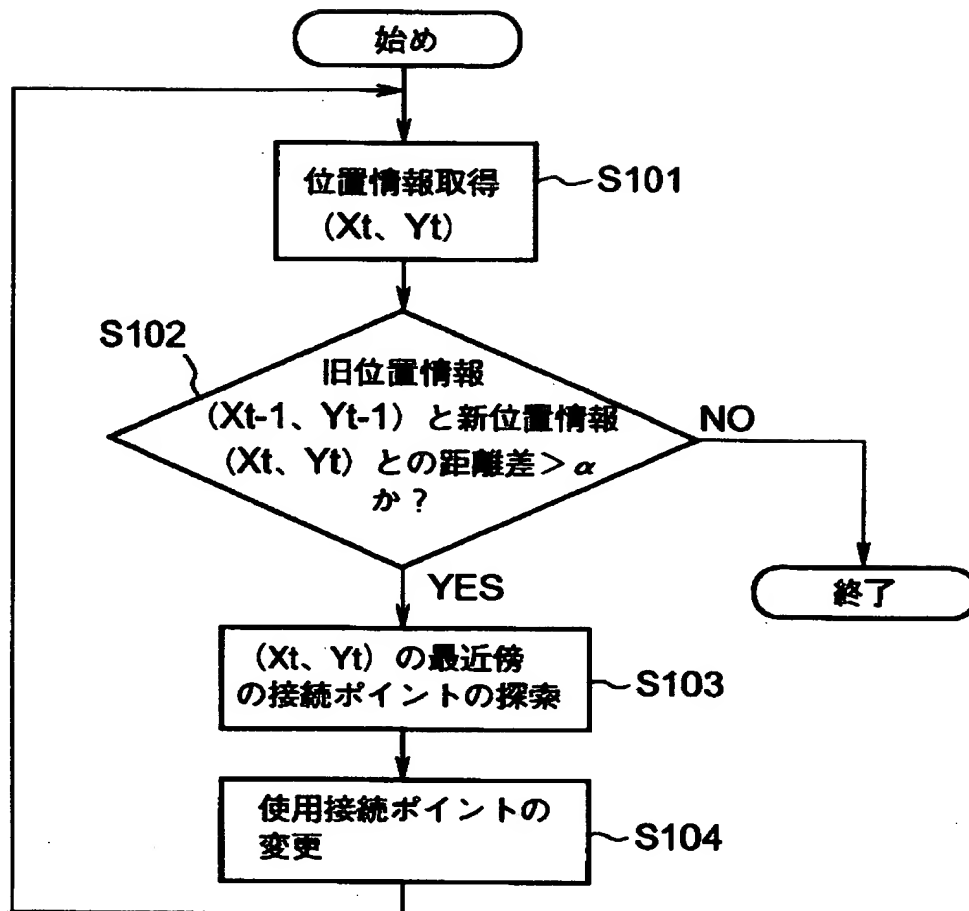 始め
位置情報取得
(Xt、Yt)
S101
S102
旧位置情報
(Xt-1、Yt-1)と新位置情報
(Xt、Yt)との距離差>α
か?
NO
YES
終了
(Xt、Yt)の最近傍
の接続ポイントの探索
S103
使用接続ポイントの
変更
S104